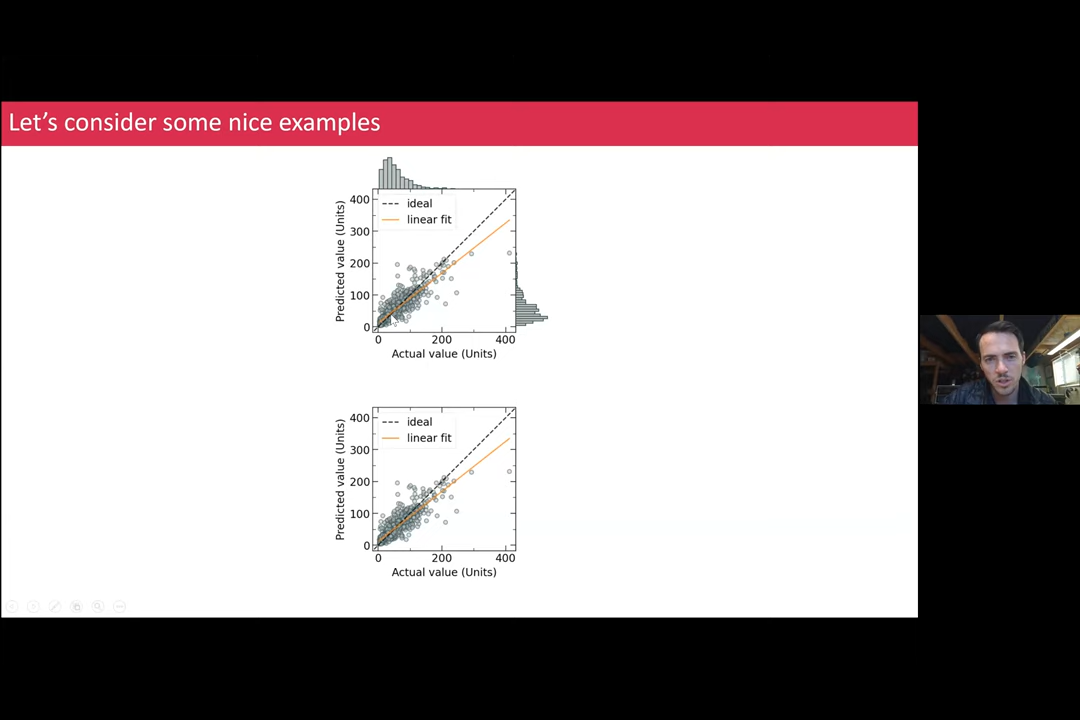 Let's consider some nice examples
ideal
linear fit
400
300
200
100
0
Predicted value (Units)
0
200
400
Actual value (Units)
ideal
linear fit
400
300
200
100
0
Predicted value (Units)
0
200
400
Actual value (Units)